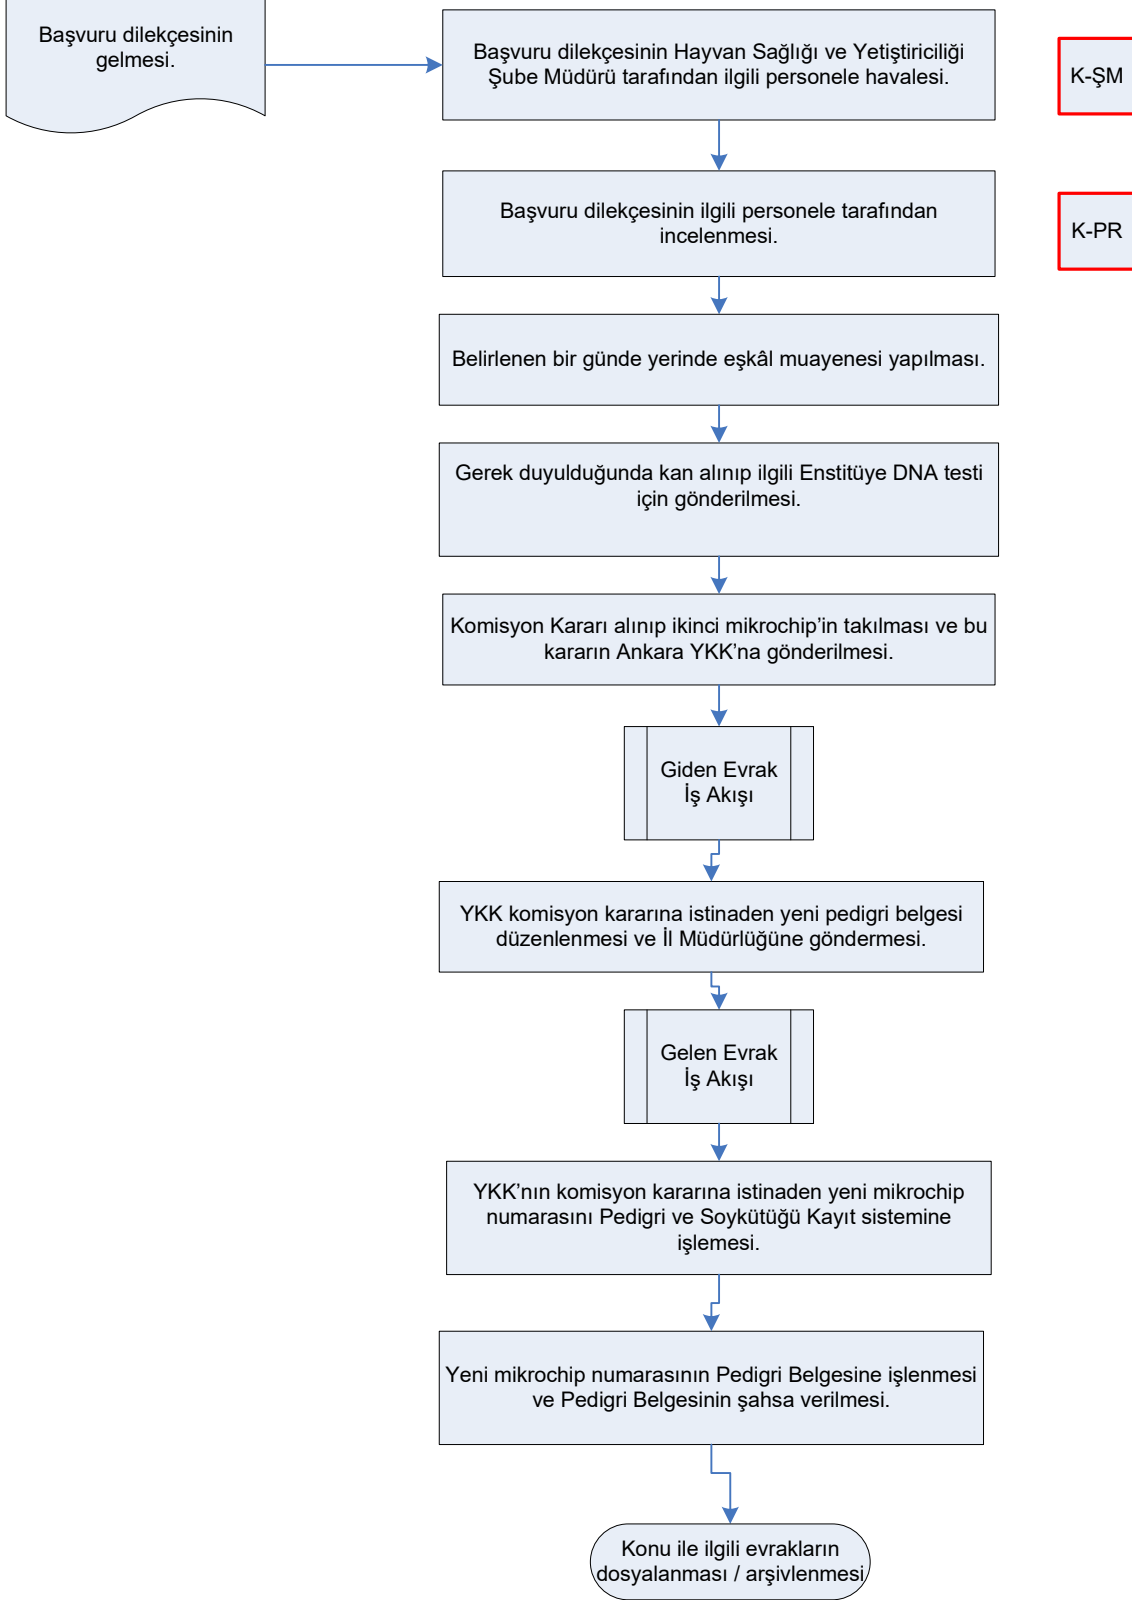 Başvuru dilekçesinin
gelmesi.
Başvuru dilekçesinin Hayvan Sağlığı ve Yetiştiriciliği
Şube Müdürü tarafından ilgili personele havalesi.
K-ŞM
Başvuru dilekçesinin ilgili personele tarafından
incelenmesi.
K-PR
Belirlenen bir günde yerinde eşkâl muayenesi yapılması.
Gerek duyulduğunda kan alınıp ilgili Enstitüye DNA testi
için gönderilmesi.
Komisyon Kararı alınıp ikinci mikrochip’in takılması ve bu
kararın Ankara YKK’na gönderilmesi.
Giden Evrak
İş Akışı
YKK komisyon kararına istinaden yeni pedigri belgesi
düzenlenmesi ve İl Müdürlüğüne göndermesi.
Gelen Evrak
İş Akışı
YKK’nın komisyon kararına istinaden yeni mikrochip
numarasını Pedigri ve Soykütüğü Kayıt sistemine
işlemesi.
Yeni mikrochip numarasının Pedigri Belgesine işlenmesi
ve Pedigri Belgesinin şahsa verilmesi.
Konu ile ilgili evrakların
dosyalanması / arşivlenmesi